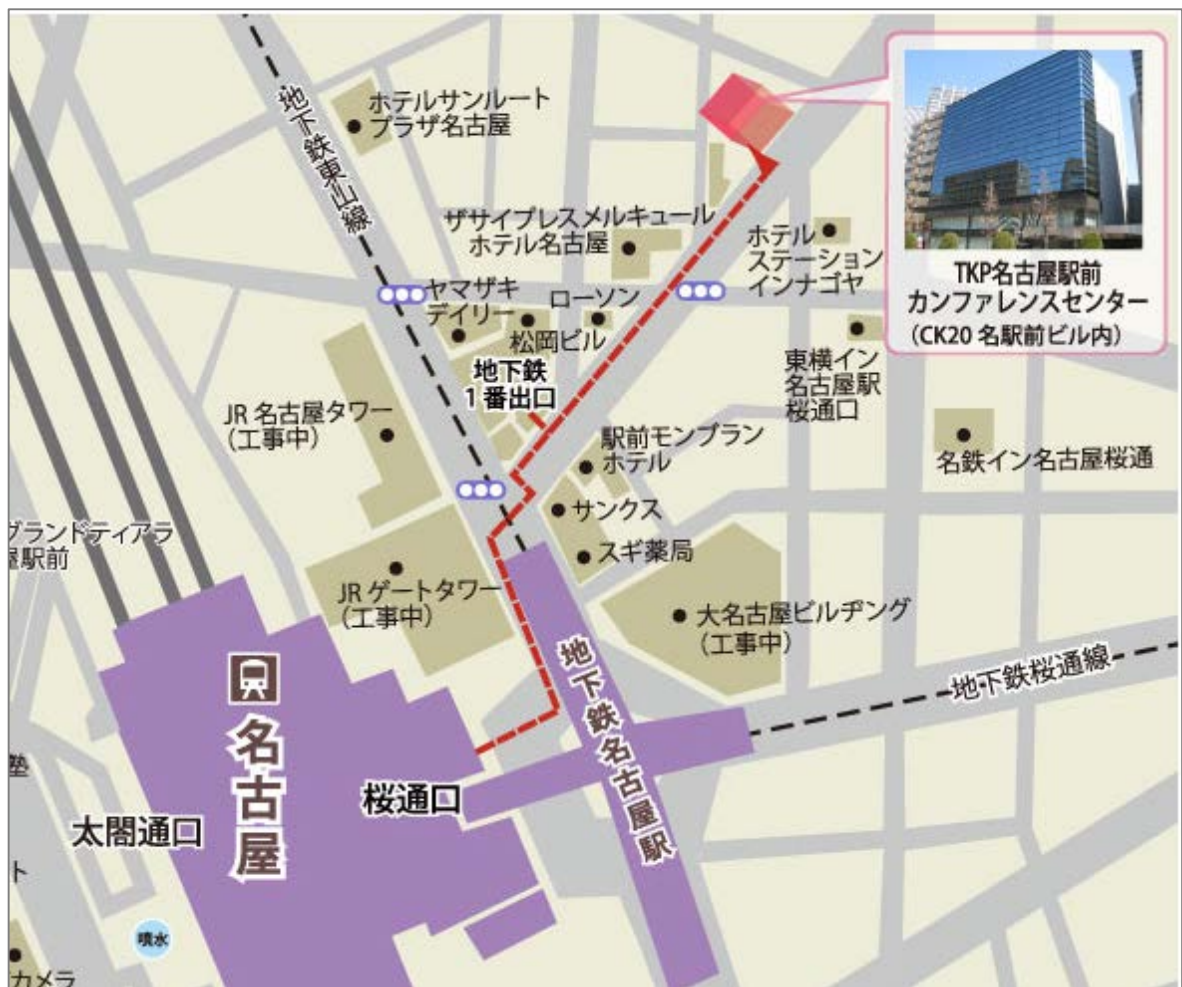 地下鉄東山線
ホテルサンルート
プラザ名古屋
ザサイプレスメルキュール
ホテル名古屋
ホテル
ステーション
インナゴヤ
TKP名古屋駅前
カンファレンスセンター
(CK20 名駅前ビル内)
ヤマザキ
デイリー
ローソン
松岡ビル
地下鉄
1番出口
東横イン
名古屋駅
桜通口
JR 名古屋タワー
(工事中)
駅前モンブラン
ホテル
名鉄イン名古屋桜通
サンクス
スギ薬局
グランドティアラ
屋駅前
JR ゲートタワー
(工事中)
大名古屋ビルヂング
(工事中)
地下鉄桜通線
地下鉄名古屋駅
名古屋
桜通口
太閤通口
塾
ト
噴水
カメラ